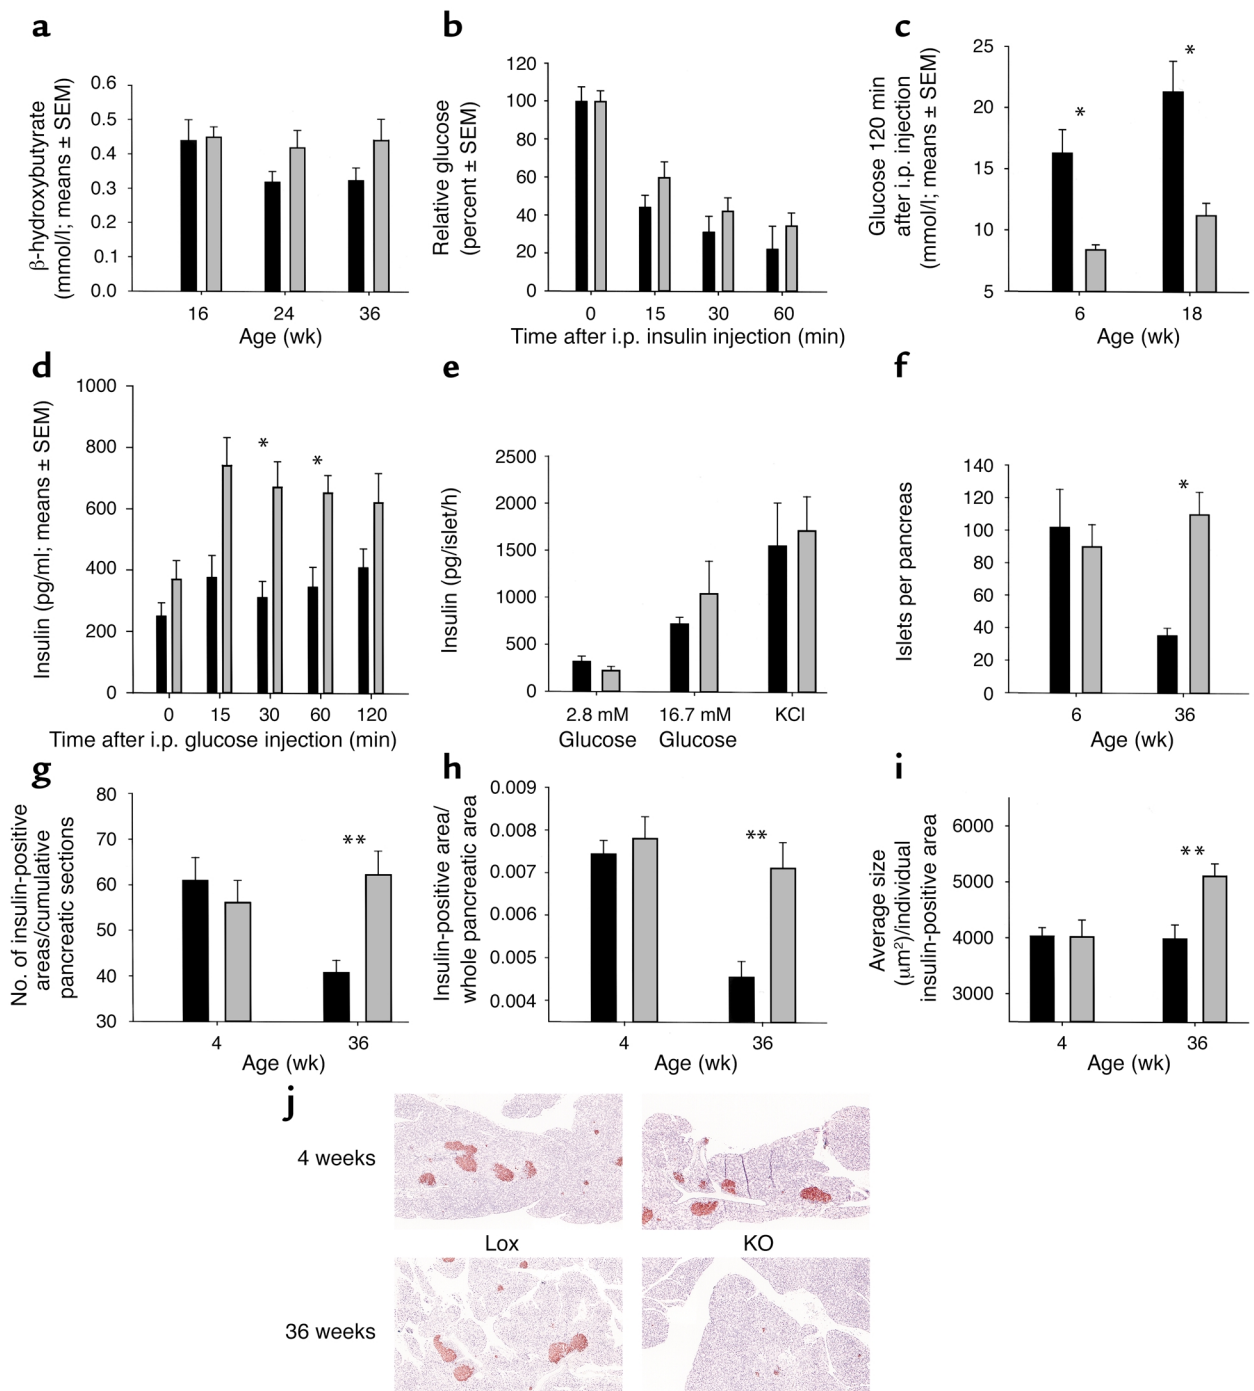 a
β-hydroxybutyrate
(mmol/l; means ± SEM)
0.6
0.5
0.4
0.3
0.2
0.1
0.0
16 24 36
Age (wk)
b
Relative glucose
(percent ± SEM)
120
100
80
60
40
20
0
0 15 30 60
Time after i.p. insulin injection (min)
c
Glucose 120 min
after i.p. injection
(mmol/l; means ± SEM)
25
20
15
10
5
*
*
6 18
Age (wk)
d
Insulin (pg/ml; means ± SEM)
1000
800
600
400
200
0
*
*
0 15 30 60 120
Time after i.p. glucose injection (min)
e
Insulin (pg/islet/h)
2500
2000
1500
1000
500
0
2.8 mM 16.7 mM KCl
Glucose Glucose
f
Islets per pancreas
140
120
100
80
60
40
20
0
*
6 36
Age (wk)
g
No. of insulin-positive
areas/cumulative
pancreatic sections
80
70
60
50
40
30
**
4 36
Age (wk)
h
Insulin-positive area/
whole pancreatic area
0.009
0.008
0.007
0.006
0.005
0.004
**
4 36
Age (wk)
i
Average size
(μm²)/individual
insulin-positive area
6000
5000
4000
3000
**
4 36
Age (wk)
j
4 weeks
Lox KO
36 weeks